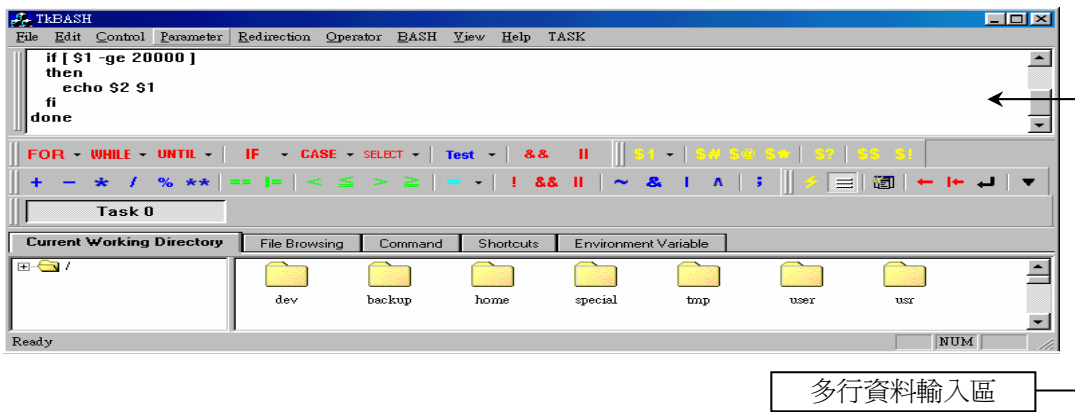 TkBASH
File Edit Control Parameter Redirection Operator BASH View Help TASK
if [ $1 -ge 20000 ]
then
echo $2 $1
fi
done
FOR WHILE UNTIL IF CASE SELECT Test && || $1 $# $@ $* $? $$ $!
+ - * / % ** == != < ≤ > ≥ = ! && || ~ & | ∧ ;
Task 0
Current Working Directory File Browsing Command Shortcuts Environment Variable
/
dev backup home special tmp user usr
Ready NUM
多行資料輸入區